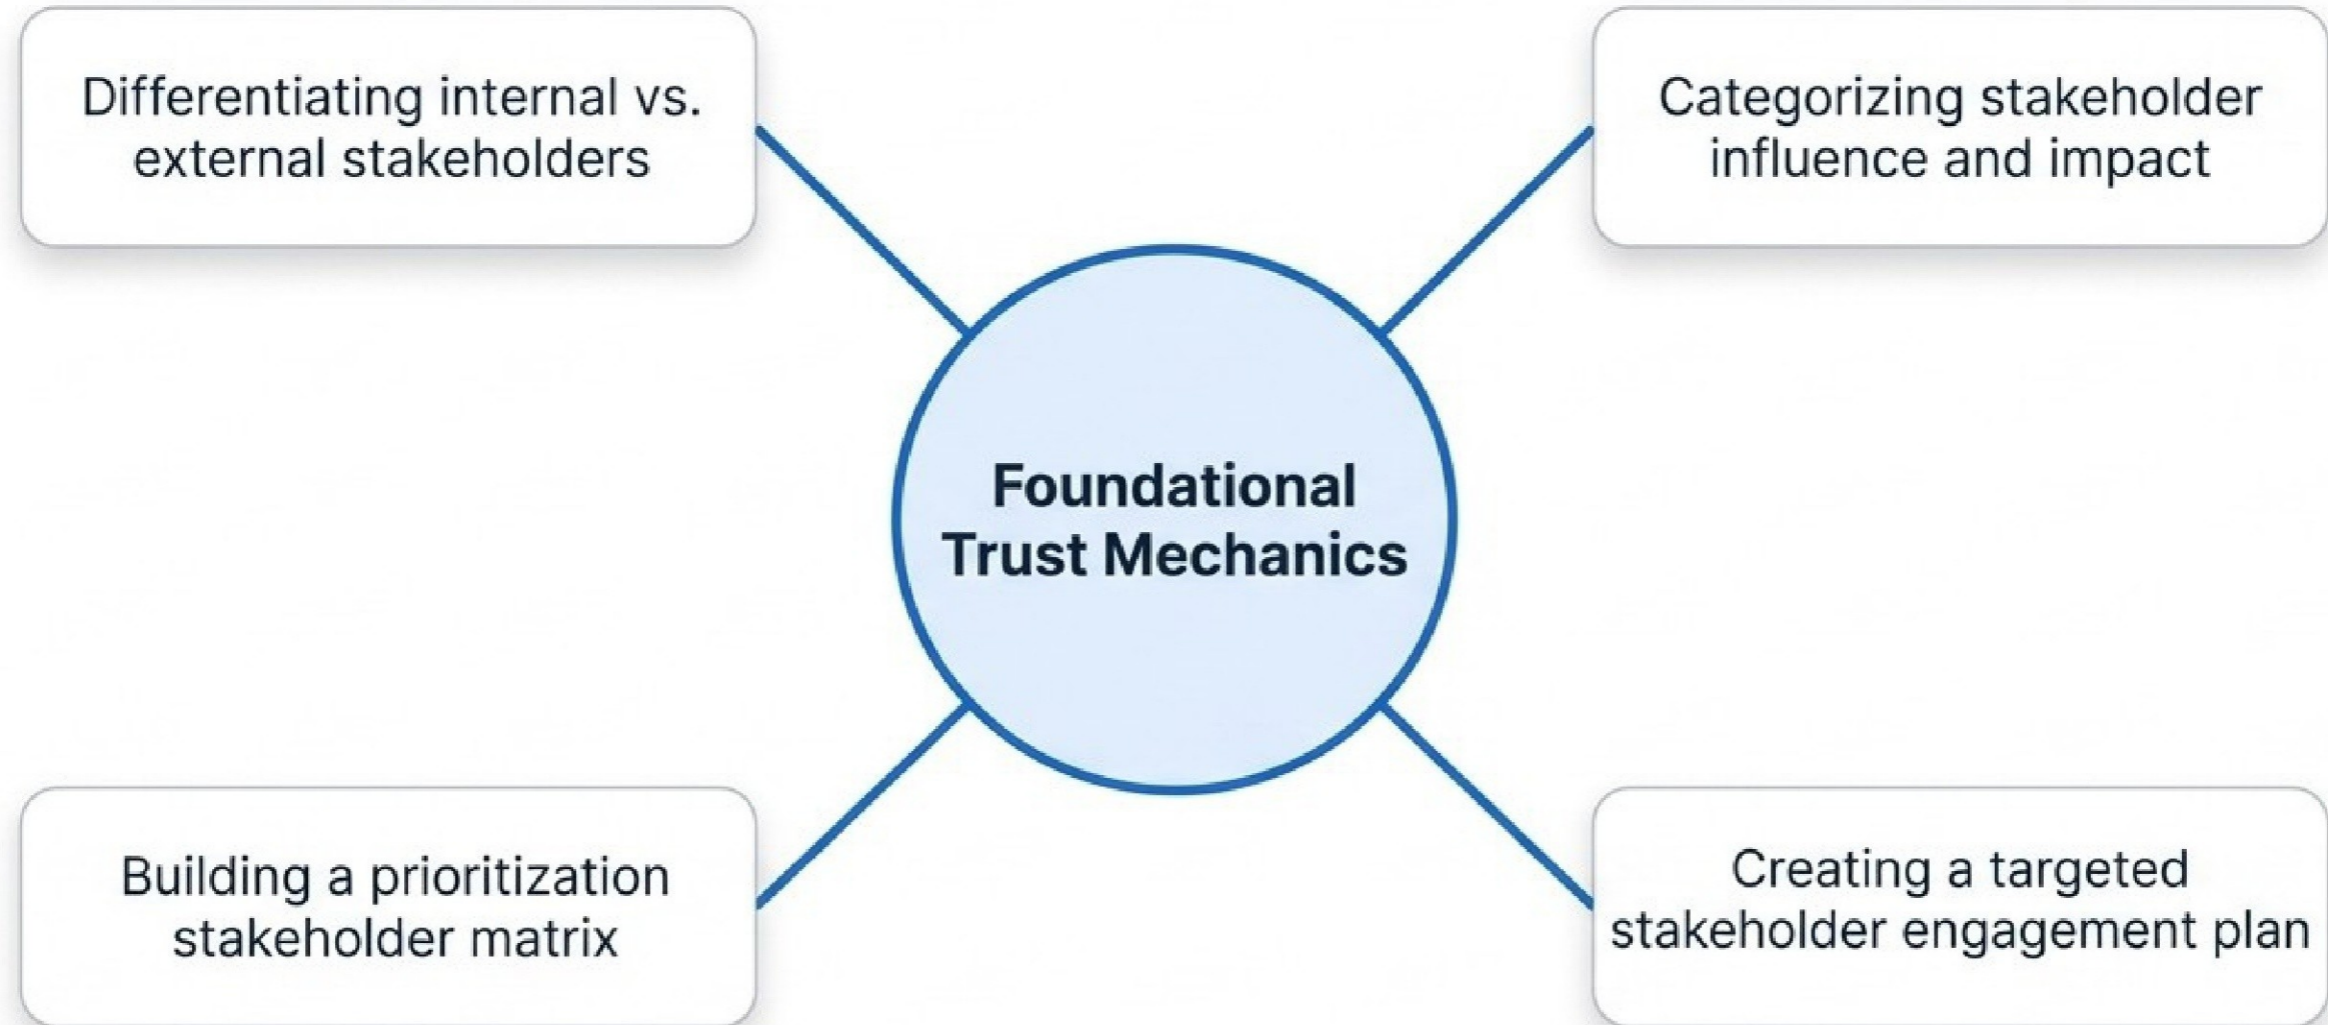 Differentiating internal vs.
external stakeholders
Categorizing stakeholder
influence and impact
Foundational
Trust Mechanics
Building a prioritization
stakeholder matrix
Creating a targeted
stakeholder engagement plan